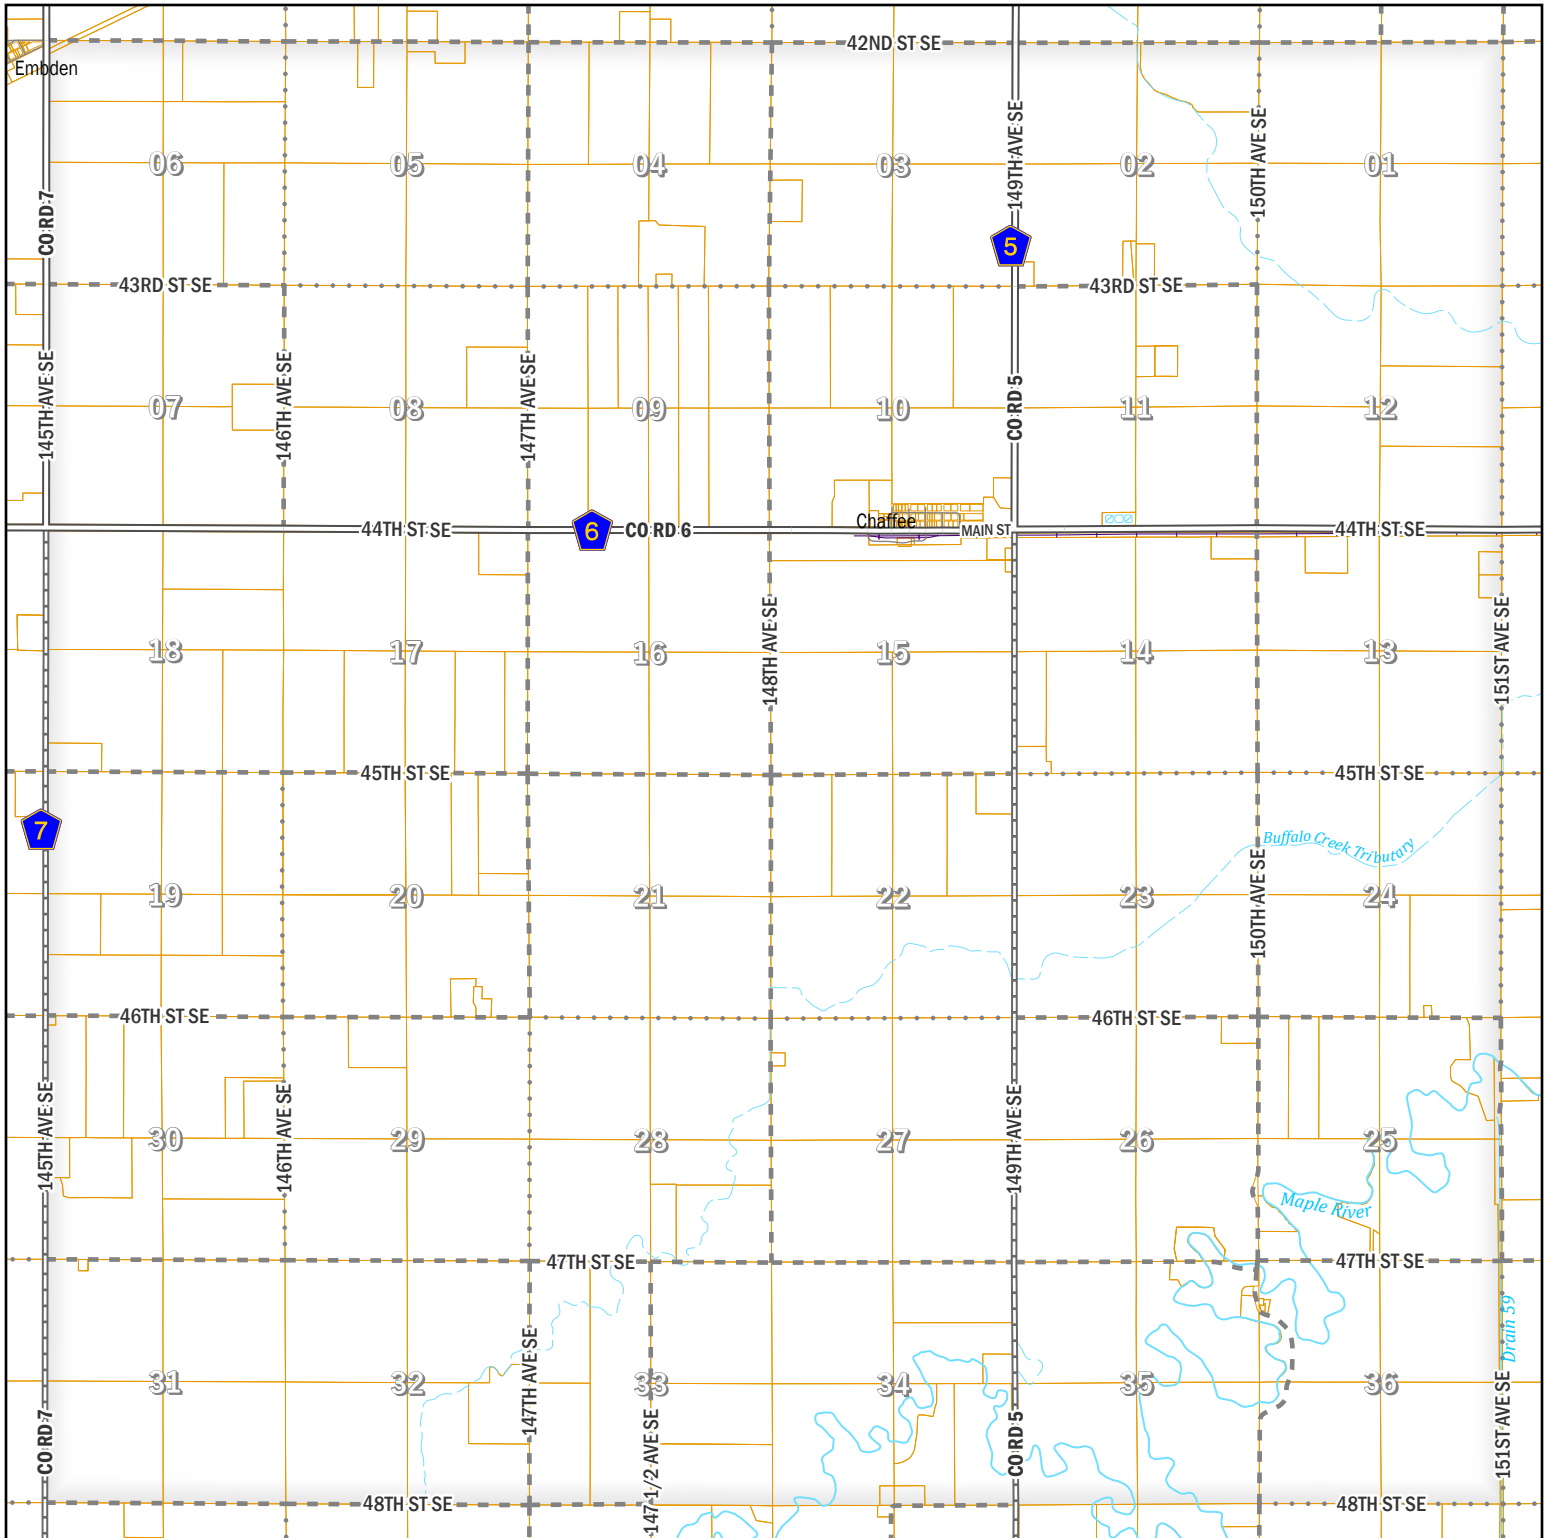 42ND ST SE
Embden
149TH AVE SE
150TH AVE SE
06
05
04
03
02
01
CO RD 7
5
43RD ST SE
43RD ST SE
145TH AVE SE
146TH AVE SE
147TH AVE SE
CO RD 5
07
08
09
10
11
12
Chaffee
44TH ST SE
6
CO RD 6
MAIN ST
44TH ST SE
148TH AVE SE
151ST AVE SE
18
17
16
15
14
13
45TH ST SE
45TH ST SE
7
Buffalo Creek Tributary
150TH AVE SE
19
20
21
22
23
24
46TH ST SE
46TH ST SE
145TH AVE SE
146TH AVE SE
149TH AVE SE
30
29
28
27
26
25
Maple River
47TH ST SE
47TH ST SE
Drain 59
147TH AVE SE
31
32
33
34
35
36
CO RD 7
147 1/2 AVE SE
CO RD 5
151ST AVE SE
48TH ST SE
48TH ST SE